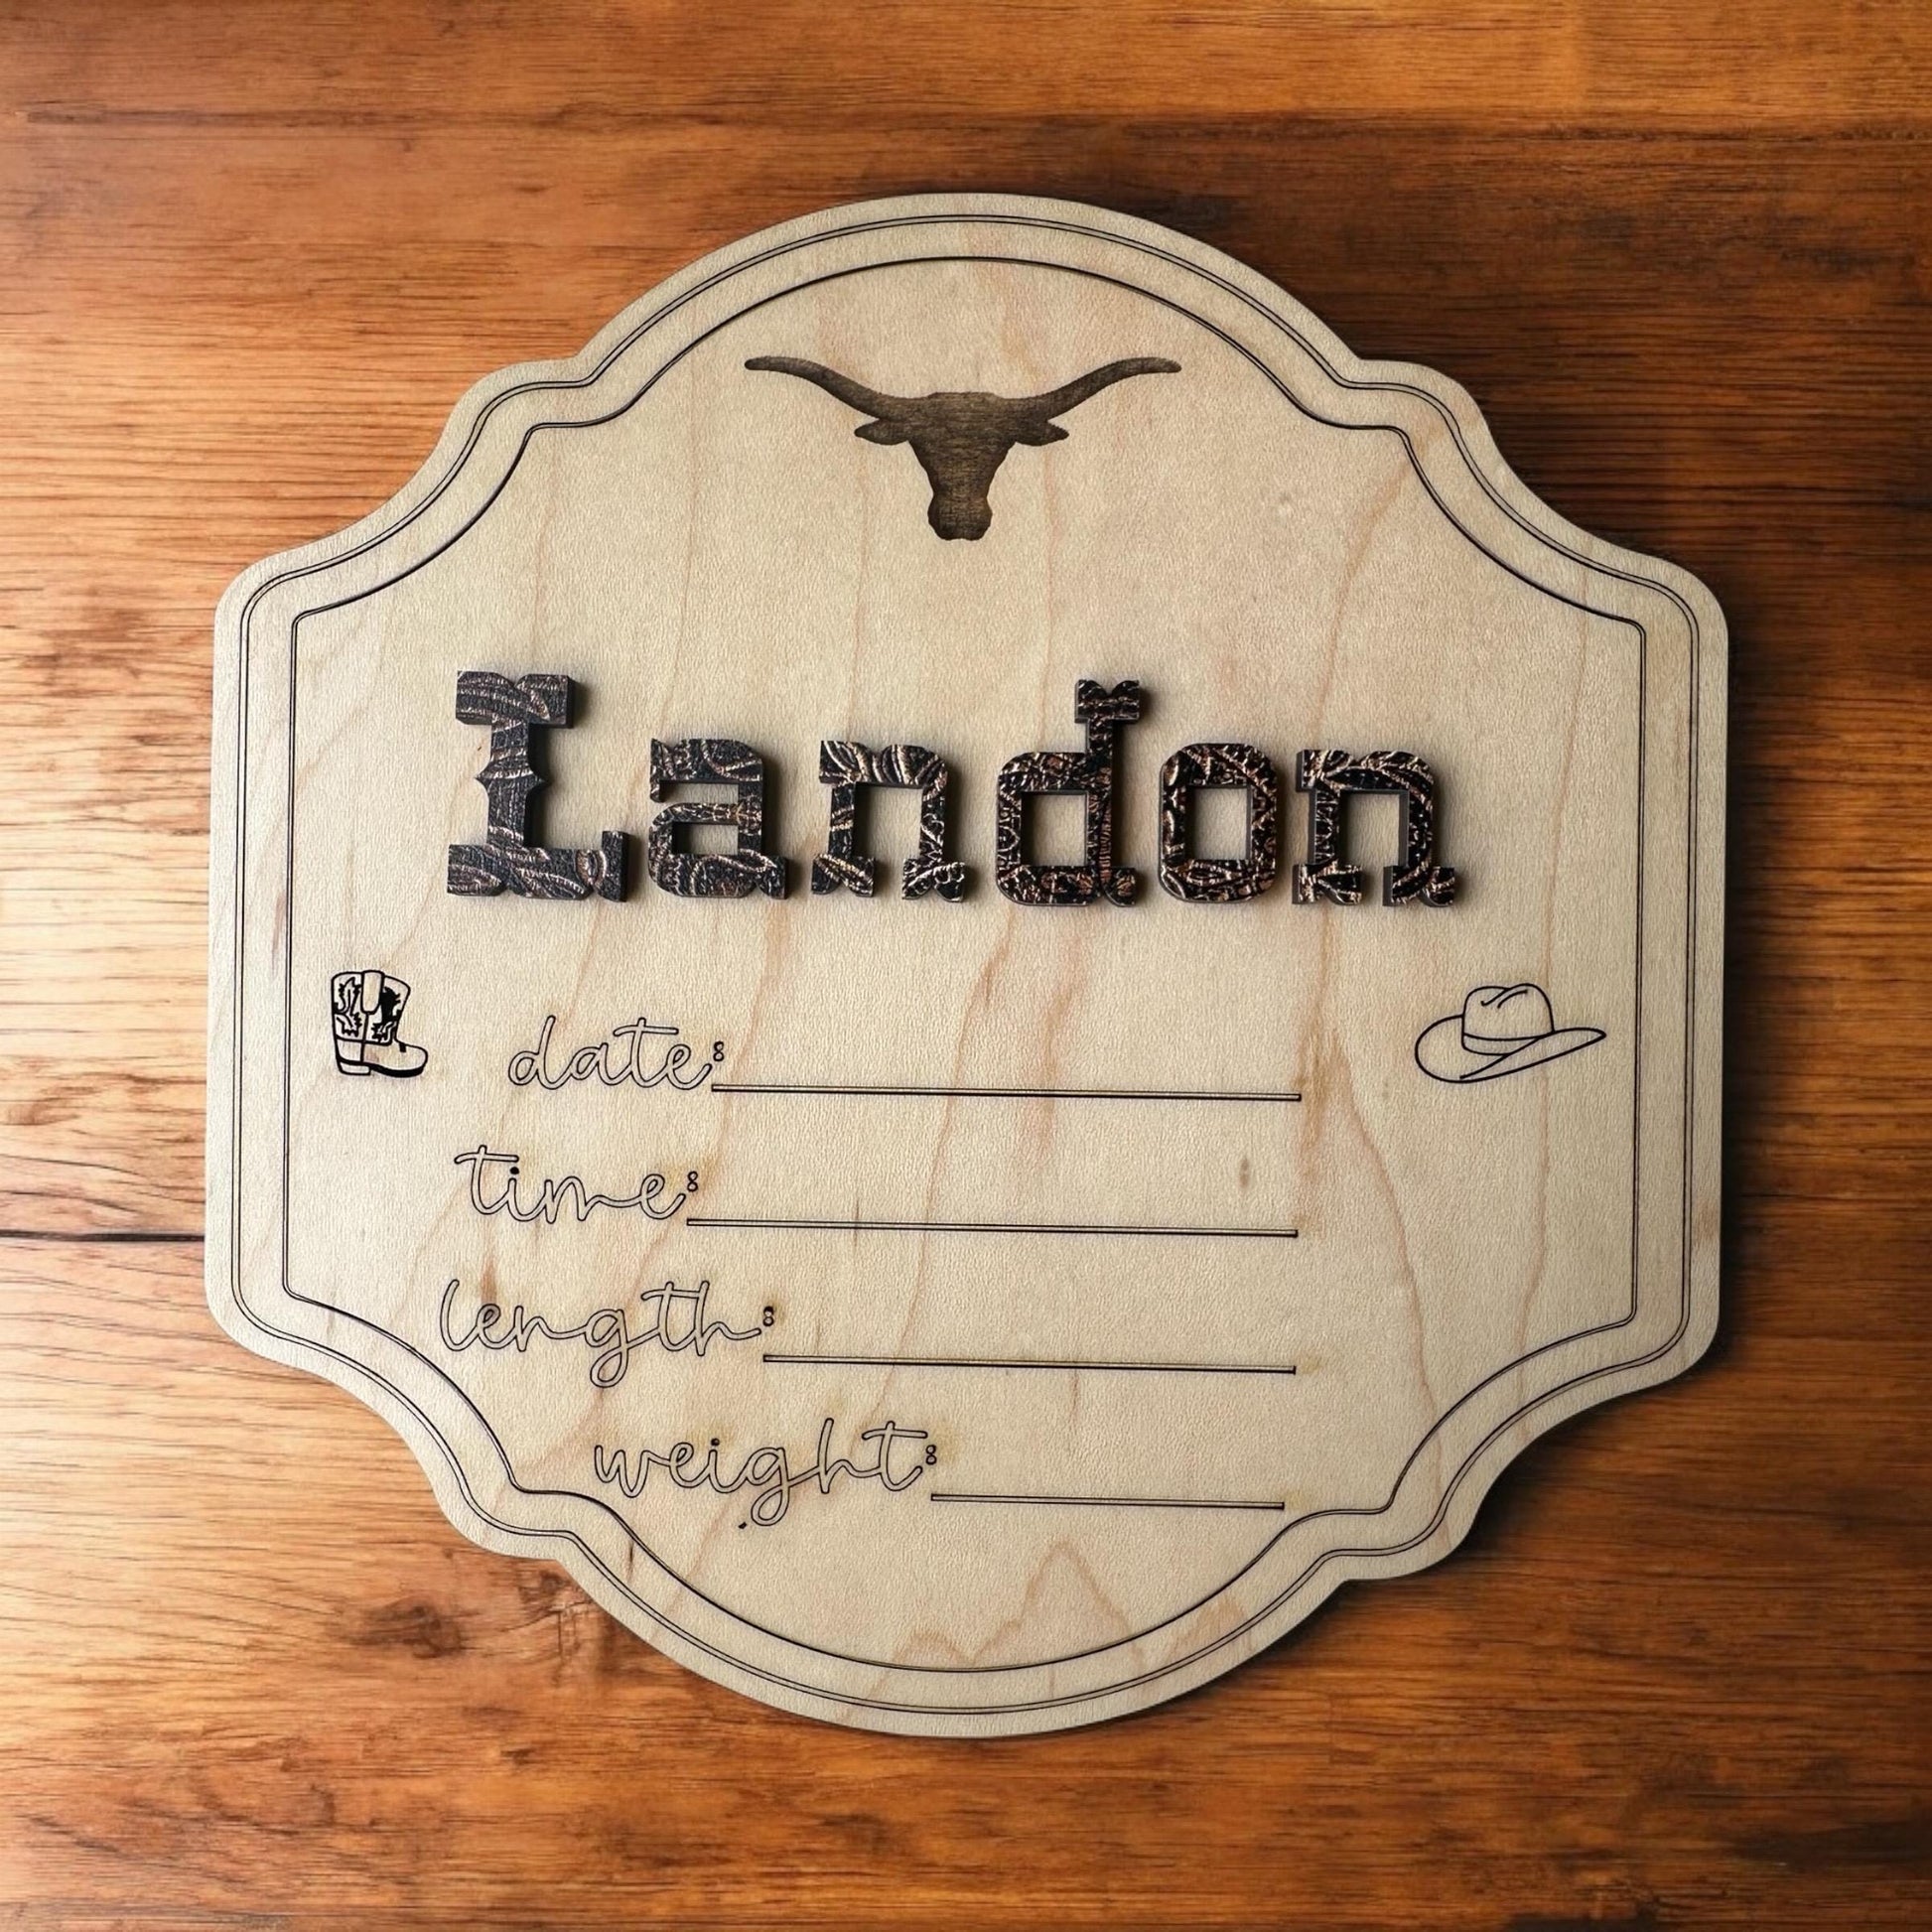 Landon
date:
time:
length:
weight: